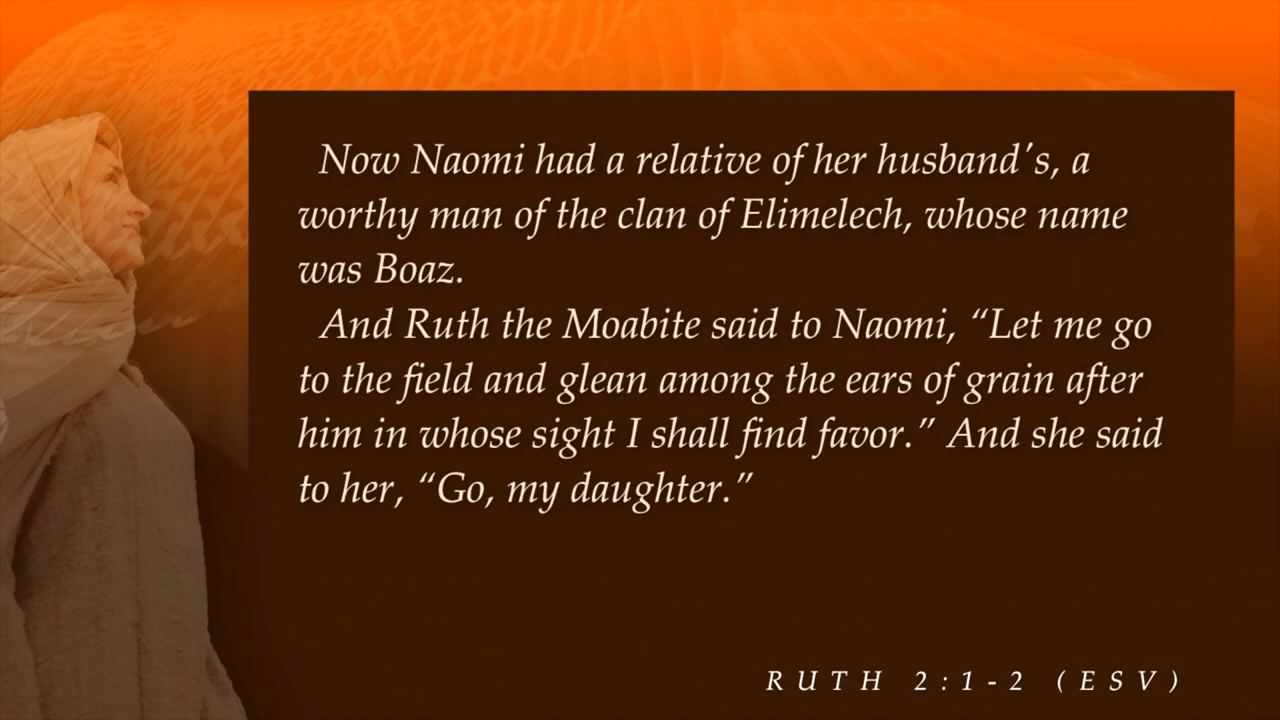 Now Naomi had a relative of her husband's, a
worthy man of the clan of Elimelech, whose name
was Boaz.
And Ruth the Moabite said to Naomi, “Let me go
to the field and glean among the ears of grain after
him in whose sight I shall find favor.” And she said
to her, “Go, my daughter.”
RUTH 2:1-2 (ESV)